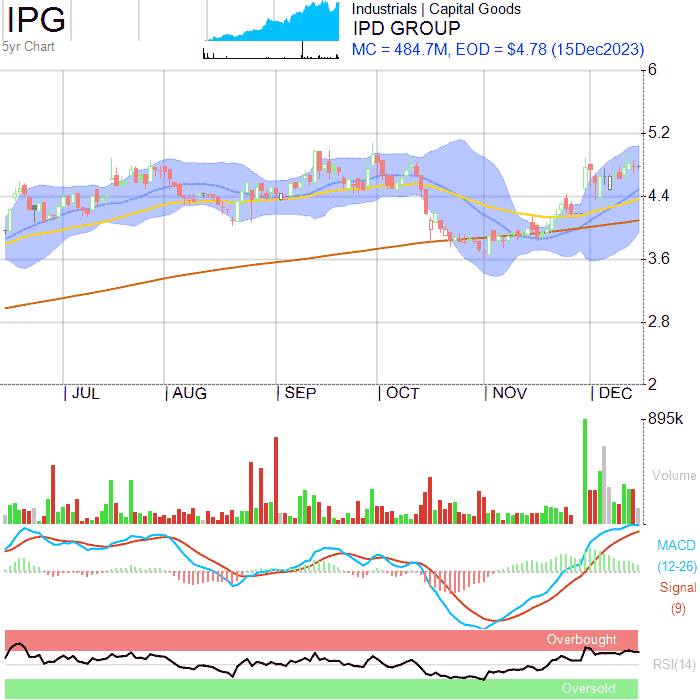 IPG
5yr Chart
Industrials | Capital Goods
IPD GROUP
MC = 484.7M, EOD = $4.78 (15Dec2023)
6
5.2
4.4
3.6
2.8
2
JUL AUG SEP OCT NOV DEC
895k
Volume
MACD
(12-26)
Signal
(9)
Overbought
RSI(14)
Oversold